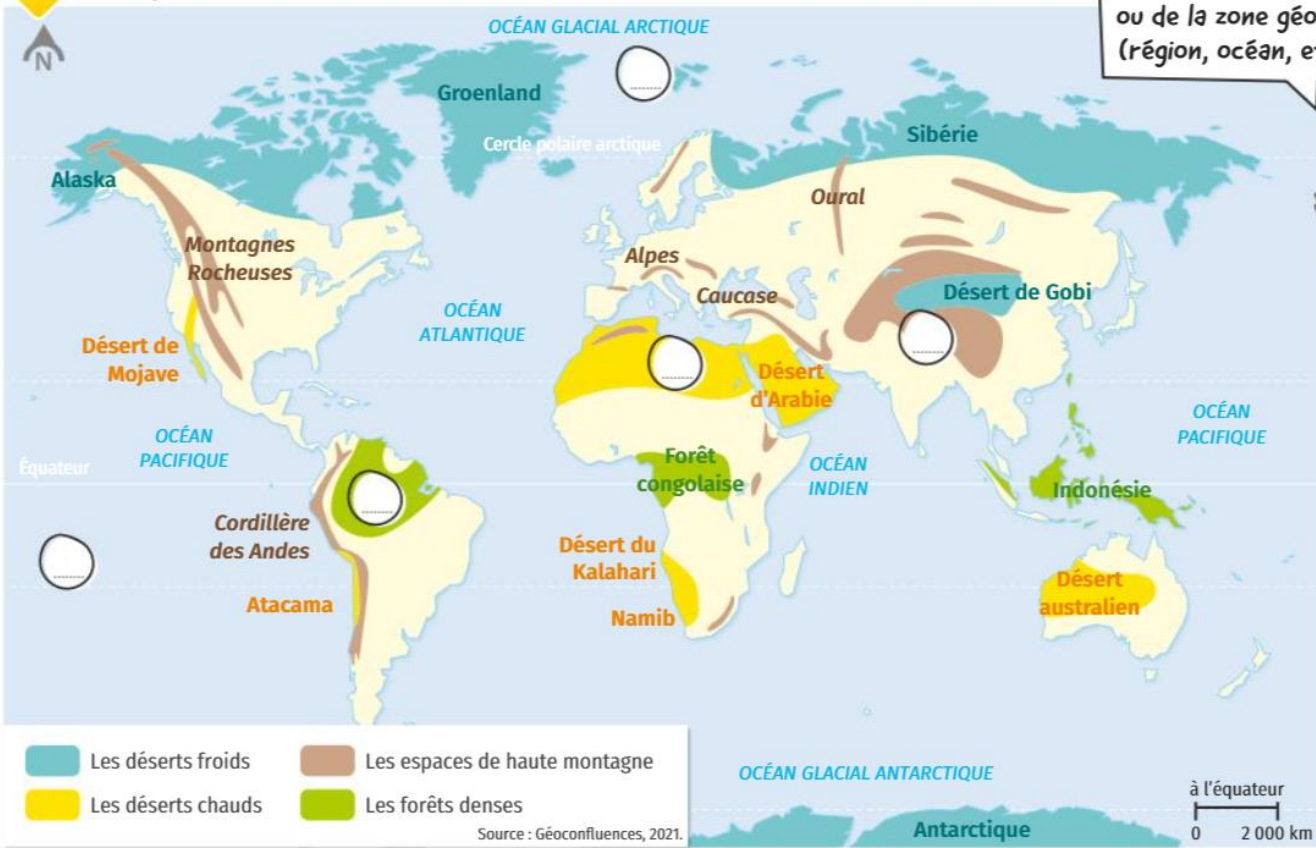 ou de la zone géo
(région, océan, e
N
OCÉAN GLACIAL ARCTIQUE
Groenland
Cercle polaire arctique
Sibérie
Alaska
Oural
Montagnes
Rocheuses
Alpes
Caucase
Désert de Gobi
OCÉAN
ATLANTIQUE
Désert de
Mojave
Désert
d'Arabie
OCÉAN
PACIFIQUE
OCÉAN
PACIFIQUE
Équateur
Forêt
congolaise
OCÉAN
INDIEN
Indonésie
Cordillère
des Andes
Désert du
Kalahari
Atacama
Namib
Désert
australien
Les déserts froids
Les espaces de haute montagne
Les déserts chauds
Les forêts denses
Source : Géoconfluences, 2021.
OCÉAN GLACIAL ANTARCTIQUE
Antarctique
à l'équateur
0 2 000 km